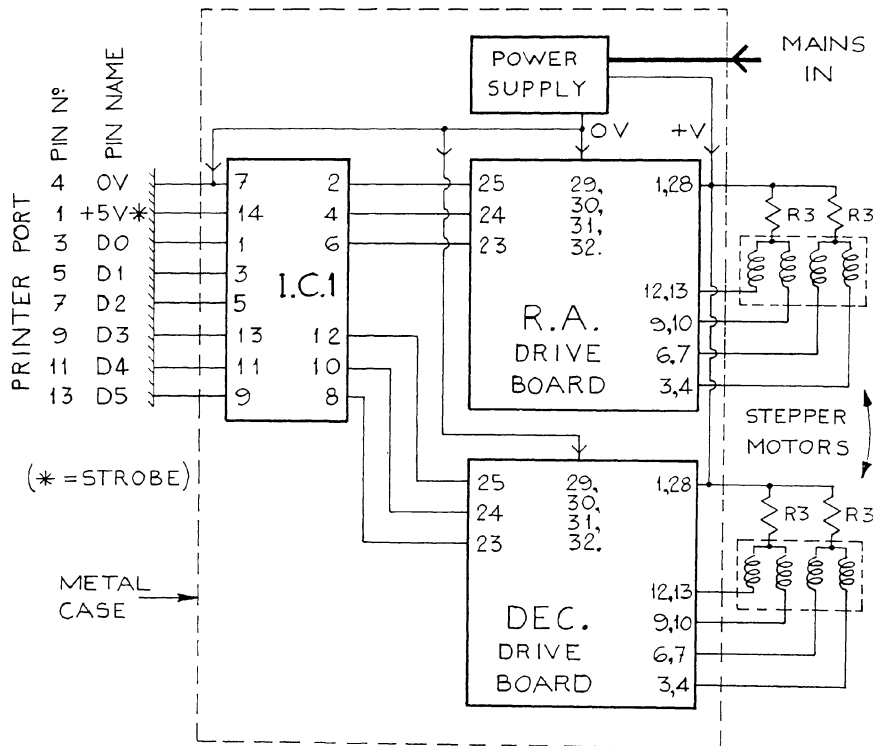 POWER SUPPLY
MAINS IN
0V
+V
PRINTER PORT
PIN Nº
PIN NAME
4 0V
1 +5V*
3 D0
5 D1
7 D2
9 D3
11 D4
13 D5
(* = STROBE)
I.C.1
7 2
14 4
1 6
3
5
13 12
11 10
9 8
25 29, 1,28
24 30,
23 31,
32.
12,13
9,10
6,7
3,4
R.A.
DRIVE
BOARD
R3 R3
STEPPER
MOTORS
25 29, 1,28
24 30,
23 31,
32.
12,13
9,10
6,7
3,4
DEC.
DRIVE
BOARD
R3 R3
METAL
CASE